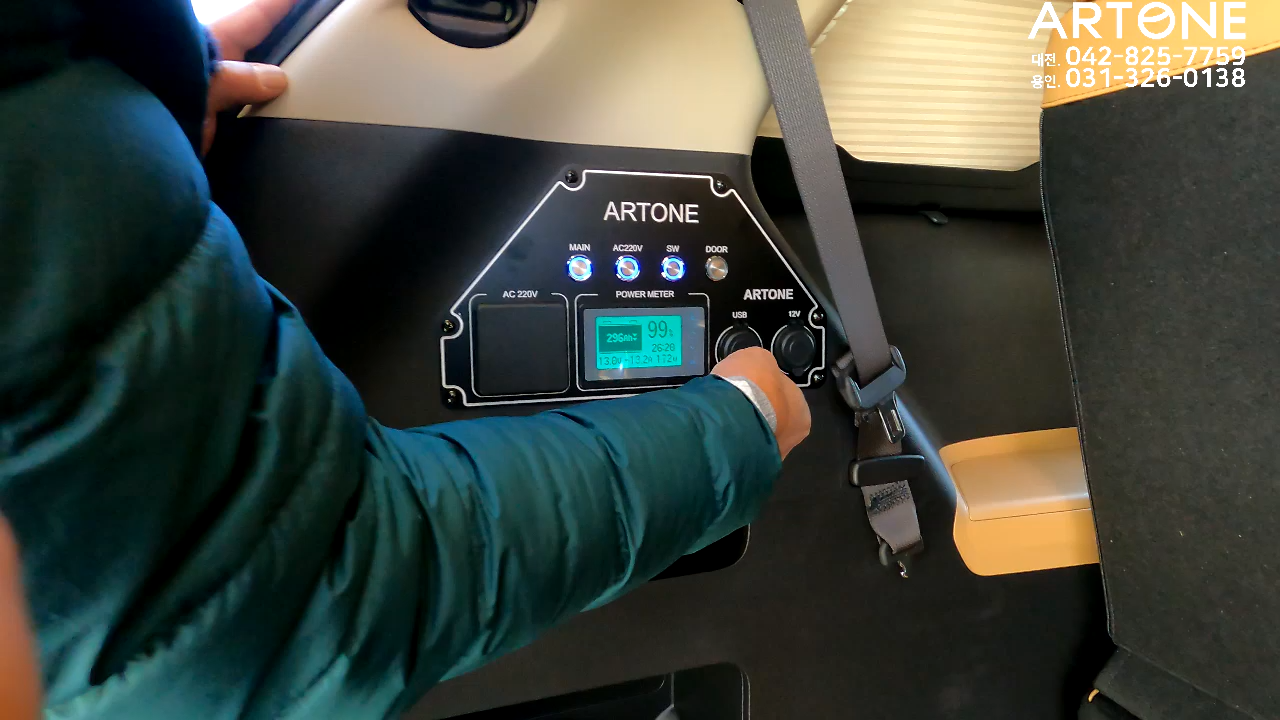 ARTONE
대전. 042-825-7759
용인. 031-326-0138
ARTONE
MAIN AC220V SW DOOR
AC 220V POWER METER ARTONE
USB 12V
296Ah 99%
26:20